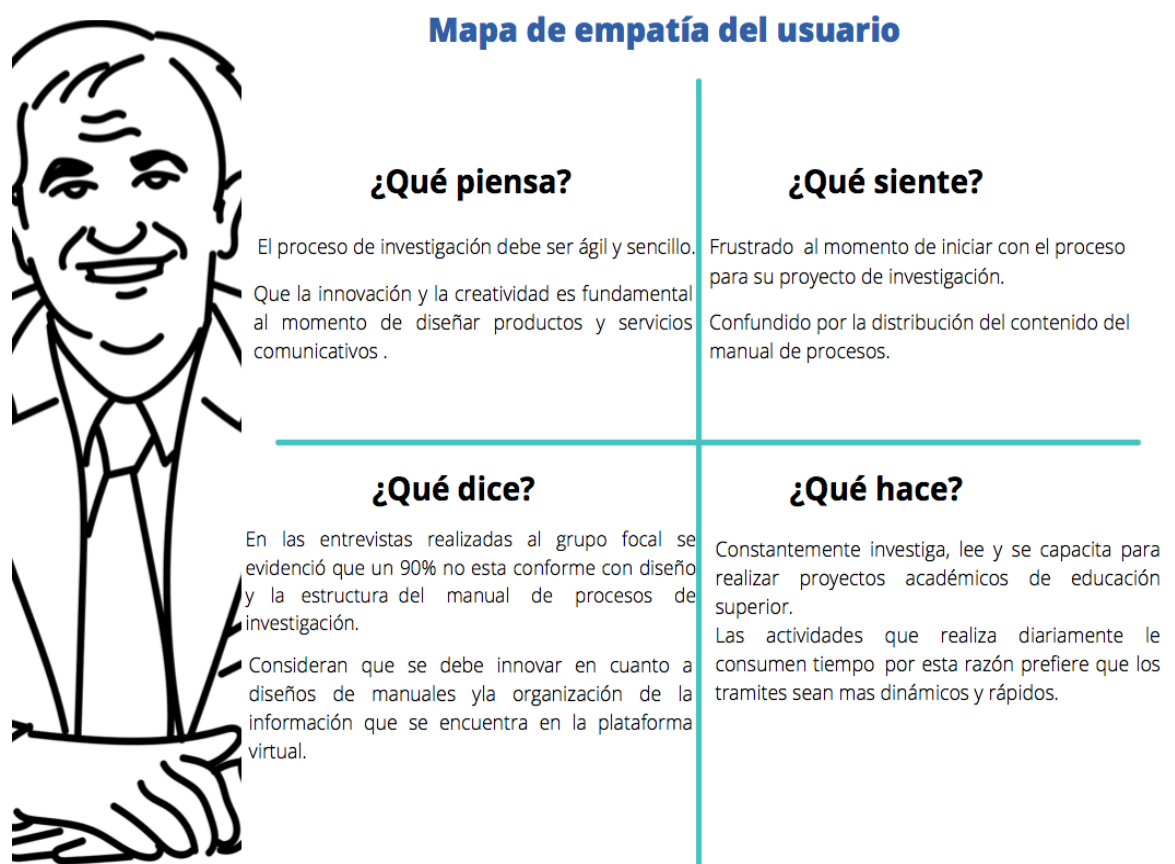 Mapa de empatía del usuario
¿Qué piensa?
El proceso de investigación debe ser ágil y sencillo.
Que la innovación y la creatividad es fundamental
al momento de diseñar productos y servicios
comunicativos .
¿Qué siente?
Frustrado al momento de iniciar con el proceso
para su proyecto de investigación.
Confundido por la distribución del contenido del
manual de procesos.
¿Qué dice?
En las entrevistas realizadas al grupo focal se
evidenció que un 90% no esta conforme con diseño
y la estructura del manual de procesos de
investigación.
Consideran que se debe innovar en cuanto a
diseños de manuales yla organización de la
información que se encuentra en la plataforma
virtual.
¿Qué hace?
Constantemente investiga, lee y se capacita para
realizar proyectos académicos de educación
superior.
Las actividades que realiza diariamente le
consumen tiempo por esta razón prefiere que los
tramites sean mas dinámicos y rápidos.